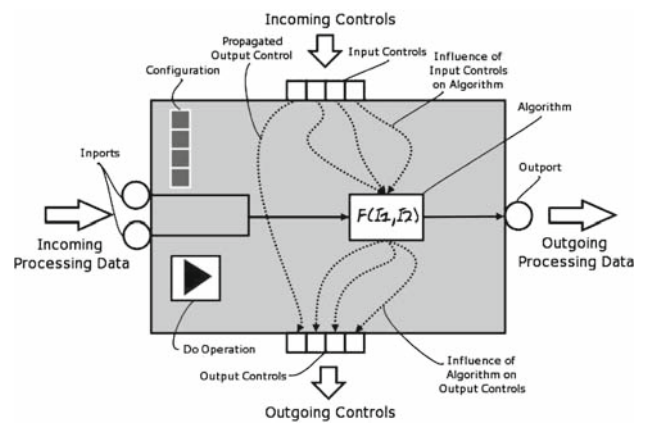 Incoming Controls
Propagated
Output Control
Input Controls
Configuration
Influence of
Input Controls
on Algorithm
Algorithm
Inports
Outport
F(I1,I2)
Incoming
Processing Data
Outgoing
Processing Data
Do Operation
Output Controls
Influence of
Algorithm on
Output Controls
Outgoing Controls